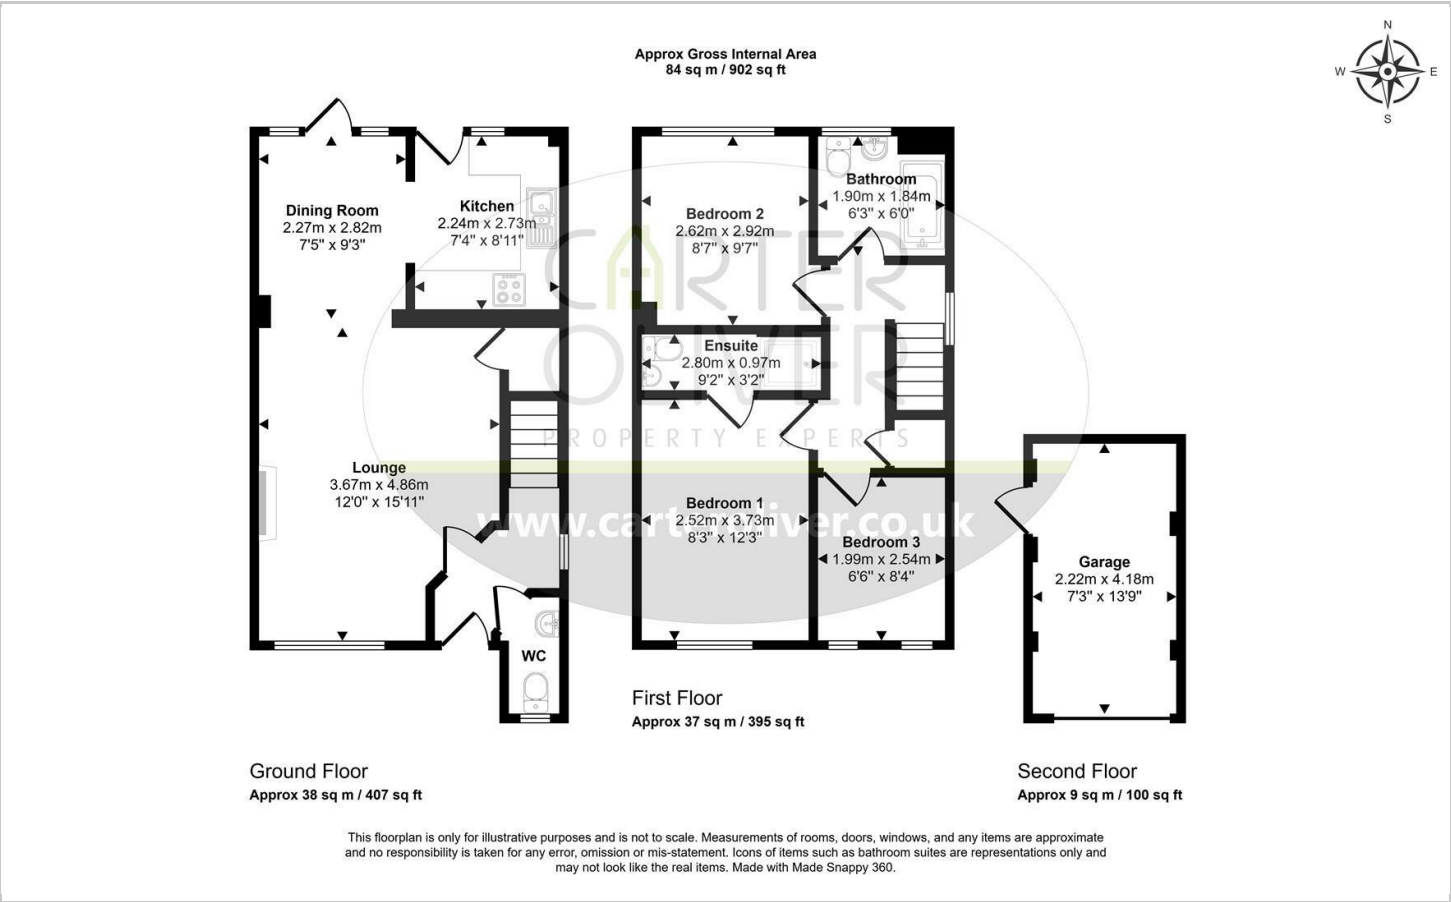 Approx Gross Internal Area
84 sq m / 902 sq ft
N
W
E
S
Dining Room
2.27m x 2.82m
7'5" x 9'3"
Kitchen
2.24m x 2.73m
7'4" x 8'11"
Lounge
3.67m x 4.86m
12'0" x 15'11"
WC
Ground Floor
Approx 38 sq m / 407 sq ft
Bedroom 2
2.62m x 2.92m
8'7" x 9'7"
Bathroom
1.90m x 1.84m
6'3" x 6'0"
Ensuite
2.80m x 0.97m
9'2" x 3'2"
Bedroom 1
2.52m x 3.73m
8'3" x 12'3"
Bedroom 3
1.99m x 2.54m
6'6" x 8'4"
First Floor
Approx 37 sq m / 395 sq ft
CARTER
OLIVER
PROPERTY EXPERTS
www.carteroliver.co.uk
Garage
2.22m x 4.18m
7'3" x 13'9"
Second Floor
Approx 9 sq m / 100 sq ft
This floorplan is only for illustrative purposes and is not to scale. Measurements of rooms, doors, windows, and any items are approximate
and no responsibility is taken for any error, omission or mis-statement. Icons of items such as bathroom suites are representations only and
may not look like the real items. Made with Made Snappy 360.